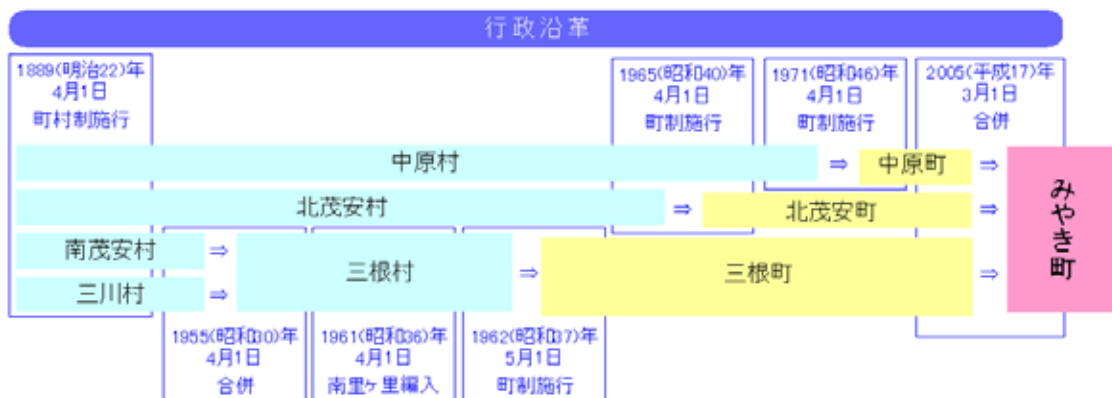 行政沿革
1889(明治22)年
4月1日
町村制施行
1965(昭和40)年
4月1日
町制施行
1971(昭和46)年
4月1日
町制施行
2005(平成17)年
3月1日
合併
中原村
⇒
中原町
⇒
北茂安村
⇒
北茂安町
⇒
みやき町
南茂安村
⇒
三川村
⇒
三根村
⇒
三根町
⇒
1955(昭和30)年
4月1日
合併
1961(昭和36)年
4月1日
南里ヶ里編入
1962(昭和37)年
5月1日
町制施行